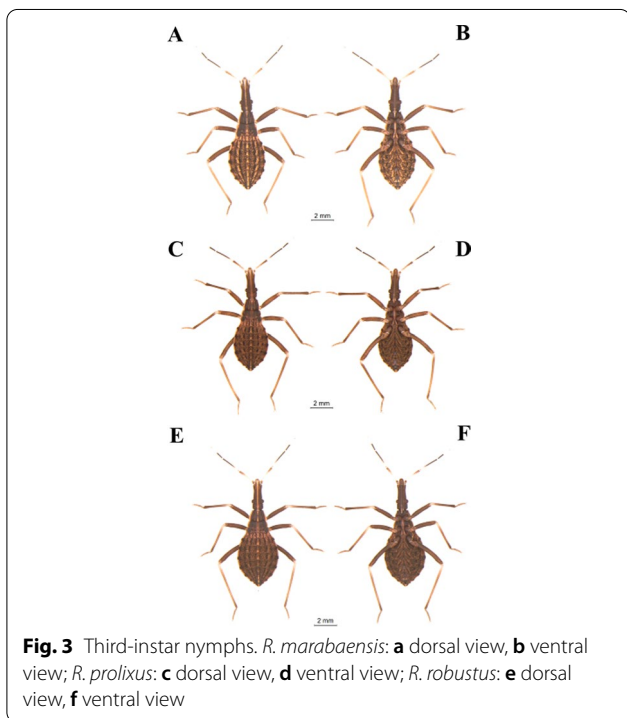 A B
2 mm
C D
2 mm
E F
2 mm
Fig. 3 Third-instar nymphs. R. marabaensis: a dorsal view, b ventral
view; R. prolixus: c dorsal view, d ventral view; R. robustus: e dorsal
view, f ventral view